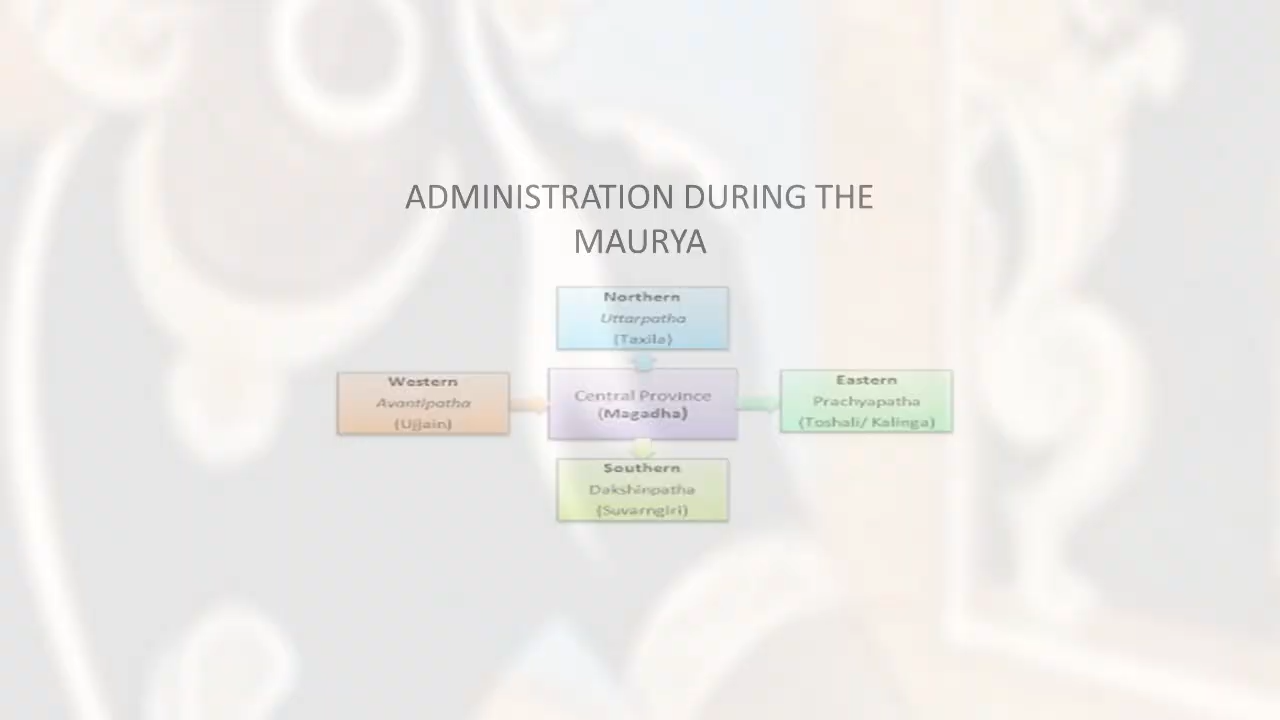 ADMINISTRATION DURING THE
MAURYA
Northern
Uttarpatha
(Taxila)
Western
Avantipatha
(Ujjain)
Central Province
(Magadha)
Eastern
Prachyapatha
(Toshali/ Kalinga)
Southern
Dakshinpatha
(Suvarngiri)